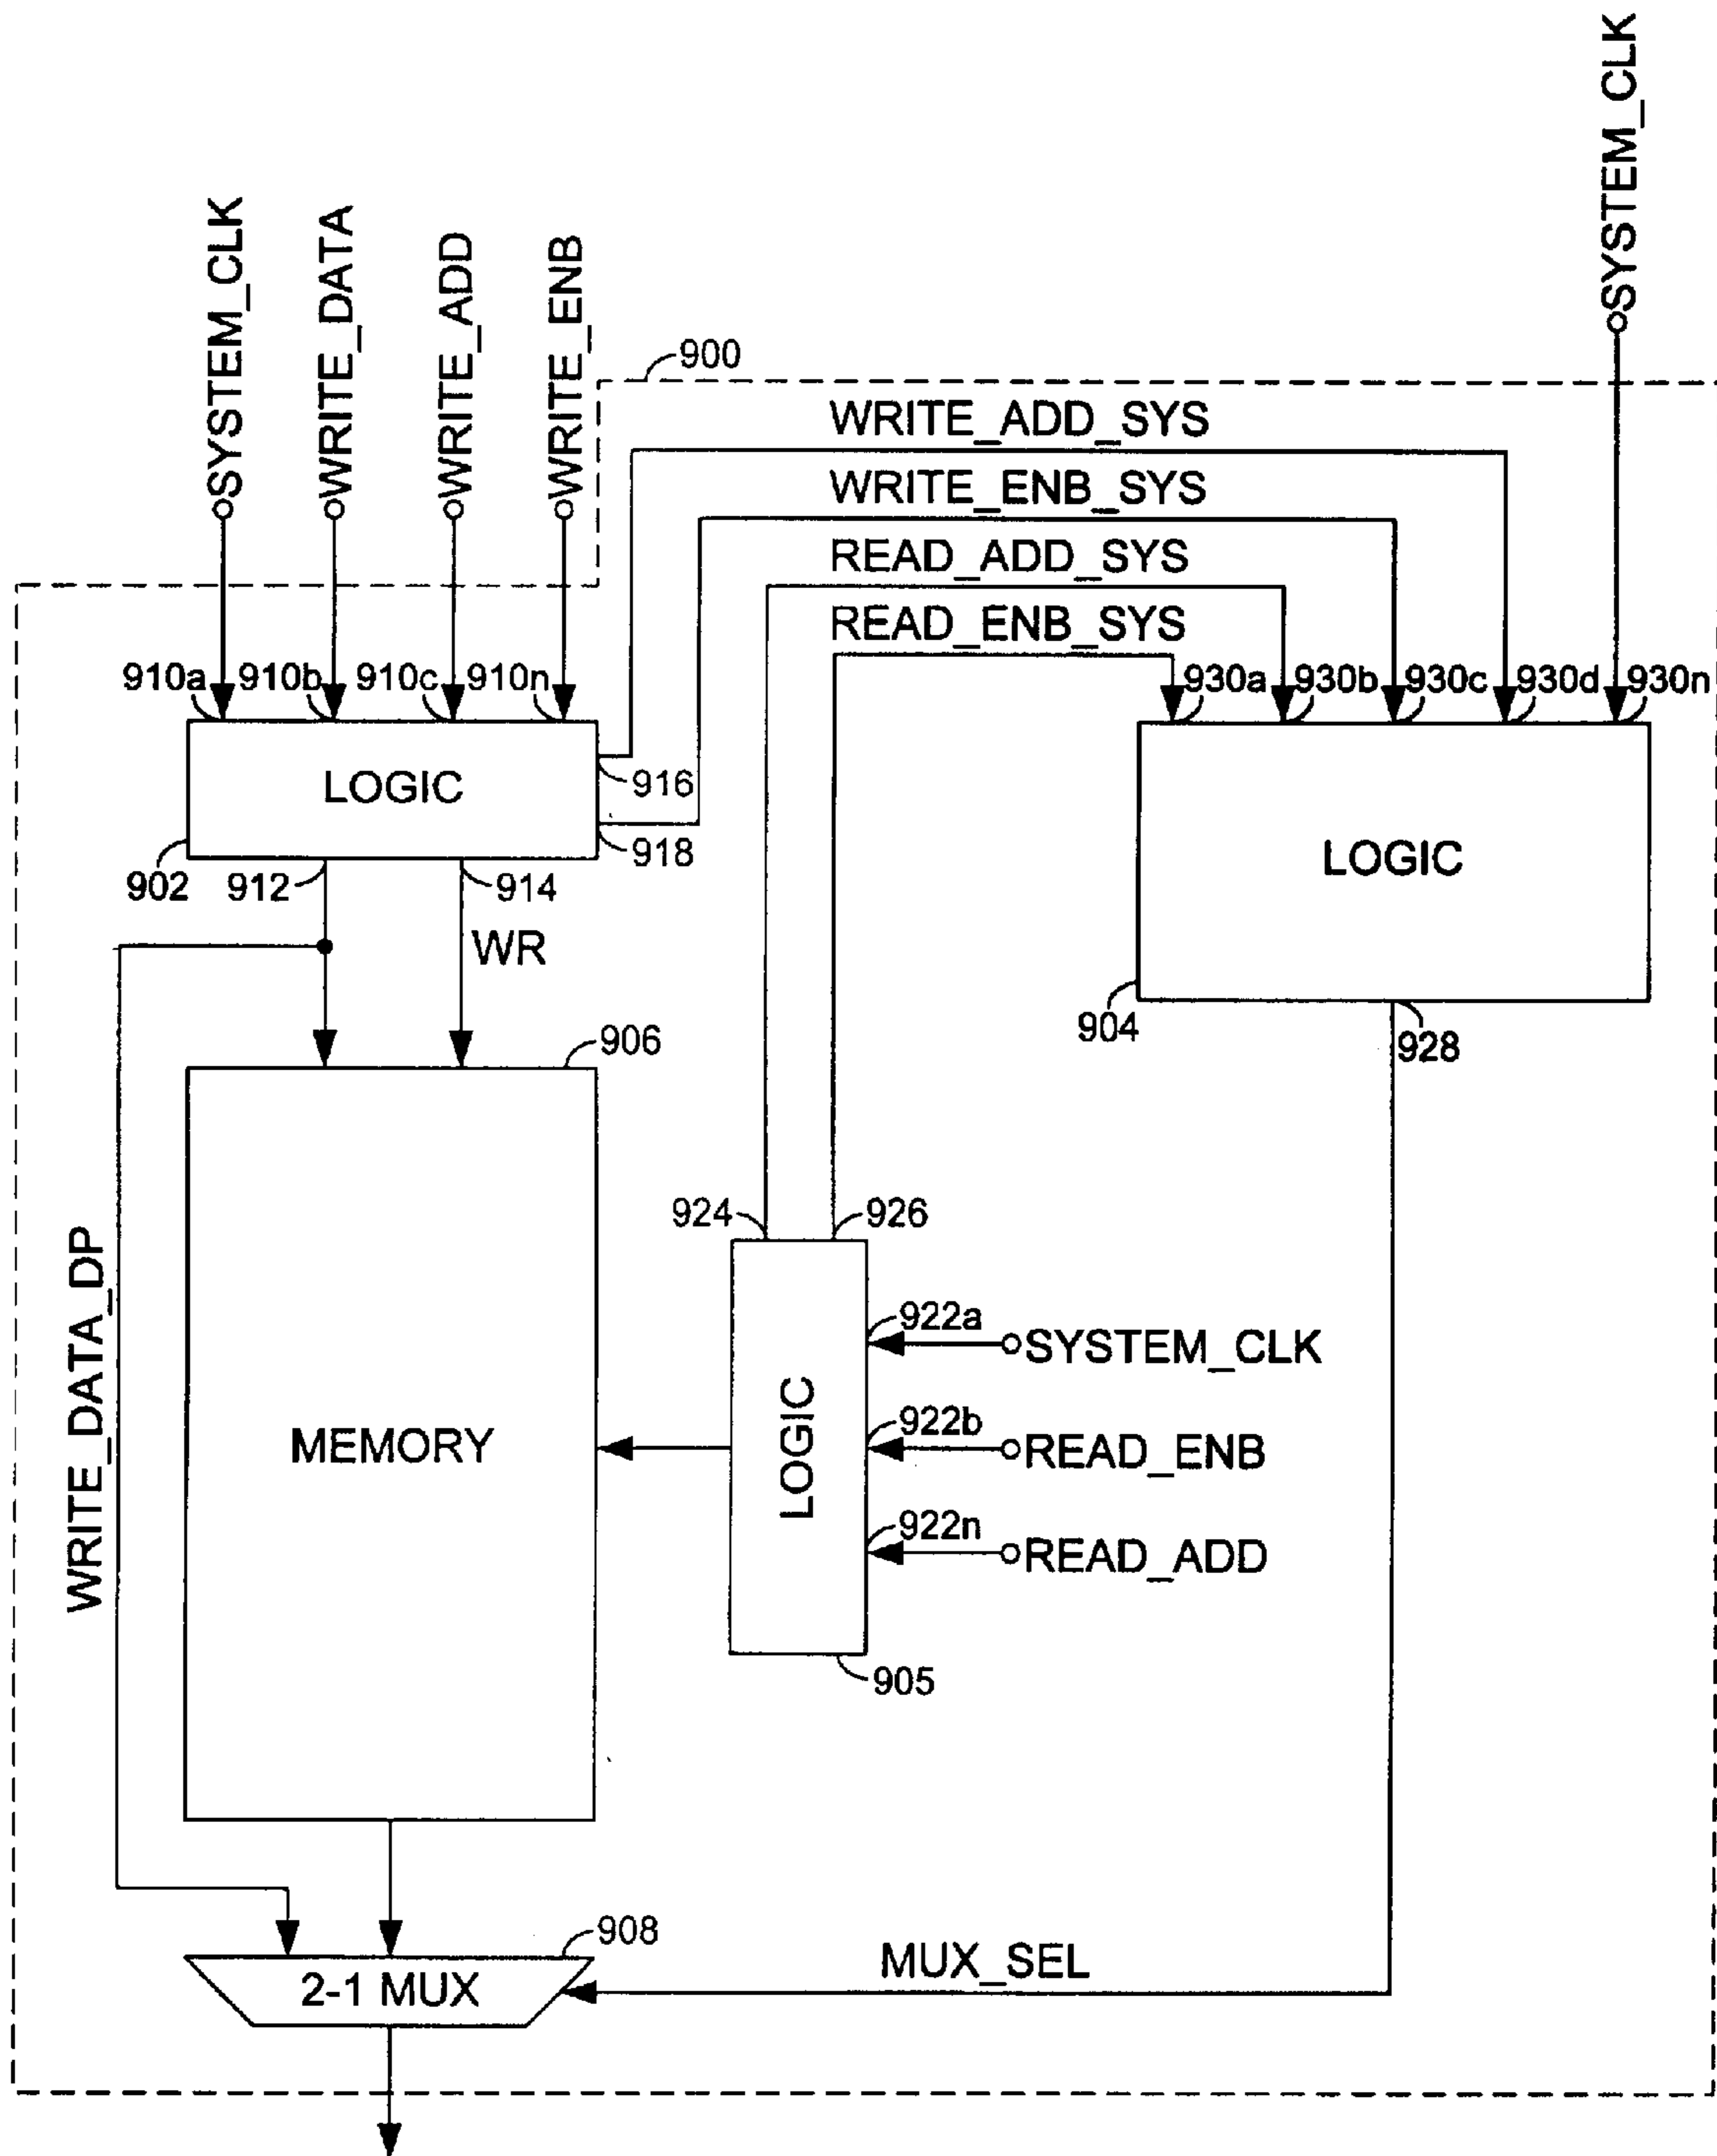 SYSTEM_CLK
WRITE_DATA
WRITE_ADD
WRITE_ENB
SYSTEM_CLK
900
WRITE_ADD_SYS
WRITE_ENB_SYS
READ_ADD_SYS
READ_ENB_SYS
910a 910b 910c 910n
930a 930b 930c 930d 930n
LOGIC
916
918
902 912 914
WR
LOGIC
904 928
906
MEMORY
WRITE_DATA_DP
924 926
LOGIC
922a
SYSTEM_CLK
922b
READ_ENB
922n
READ_ADD
905
908
2-1 MUX
MUX_SEL